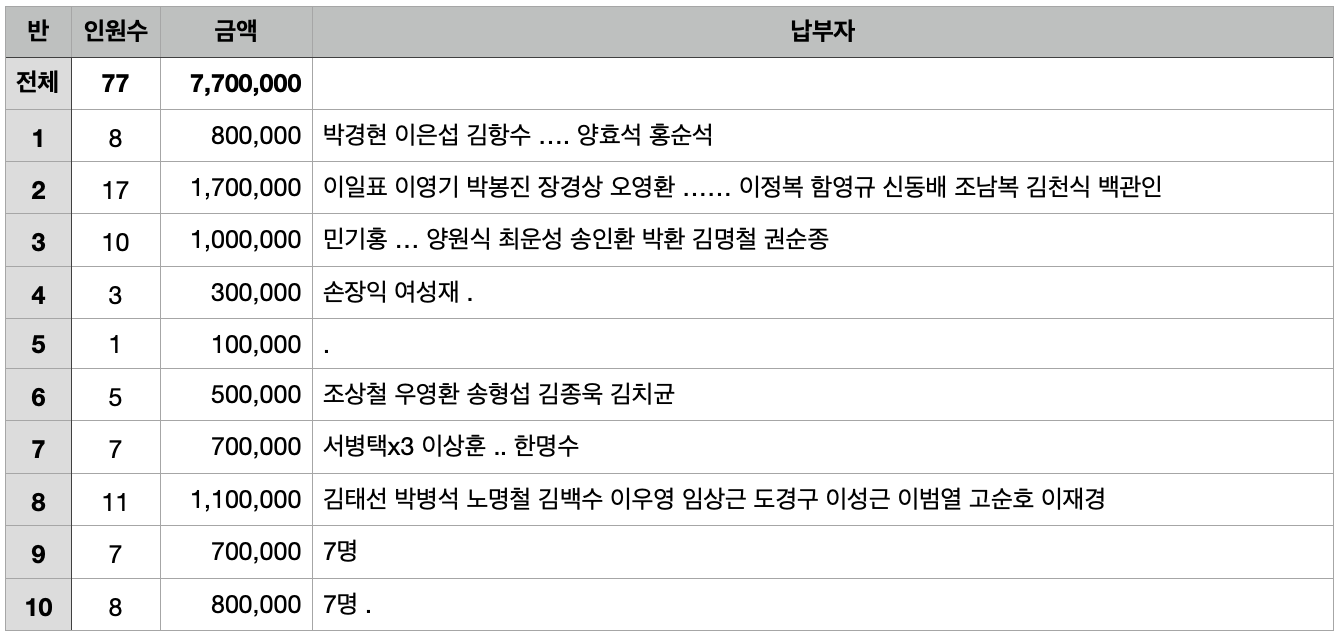 반 인원수 금액 납부자
전체 77 7,700,000
1 8 800,000 박경현 이은섭 김항수 .... 양효석 홍순석
2 17 1,700,000 이일표 이영기 박봉진 장경상 오영환 ...... 이정복 함영규 신동배 조남복 김천식 백관인
3 10 1,000,000 민기홍 ... 양원식 최운성 송인환 박환 김명철 권순종
4 3 300,000 손장익 여성재 .
5 1 100,000 .
6 5 500,000 조상철 우영환 송형섭 김종욱 김치균
7 7 700,000 서병택x3 이상훈 .. 한명수
8 11 1,100,000 김태선 박병석 노명철 김백수 이우영 임상근 도경구 이성근 이범열 고순호 이재경
9 7 700,000 7명
10 8 800,000 7명 .